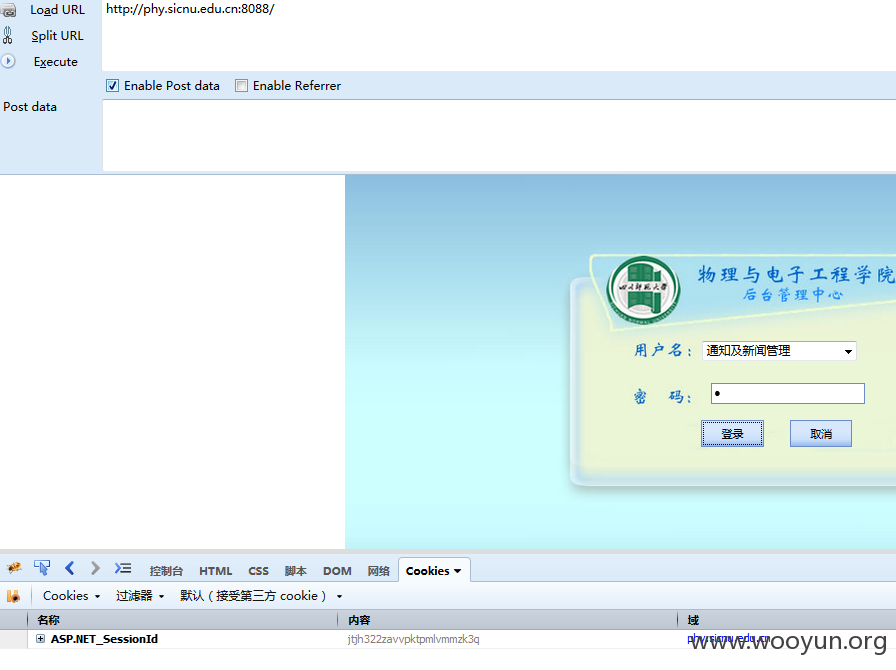 Load URL
http://phy.sicnu.edu.cn:8088/
Split URL
Execute
Enable Post data
Enable Referrer
Post data
物理与电子工程学院
后台管理中心
四川师范大学
用户名：
通知及新闻管理
密 码：
登录
取消
控制台
HTML
CSS
脚本
DOM
网络
Cookies
Cookies
过滤器
默认（接受第三方 cookie ）
名称
内容
域
ASP.NET_SessionId
jtjh322zavvpktpmlvmmzk3q
phy.sicnu.edu.cn
www.wooyun.org